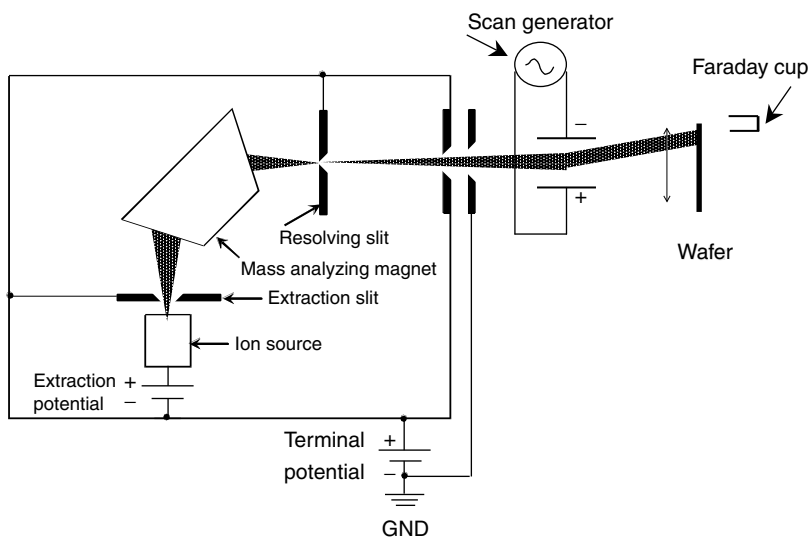 Scan generator
Faraday cup
−
+
Resolving slit
Wafer
Mass analyzing magnet
Extraction slit
Ion source
Extraction +
potential −
Terminal +
potential −
GND